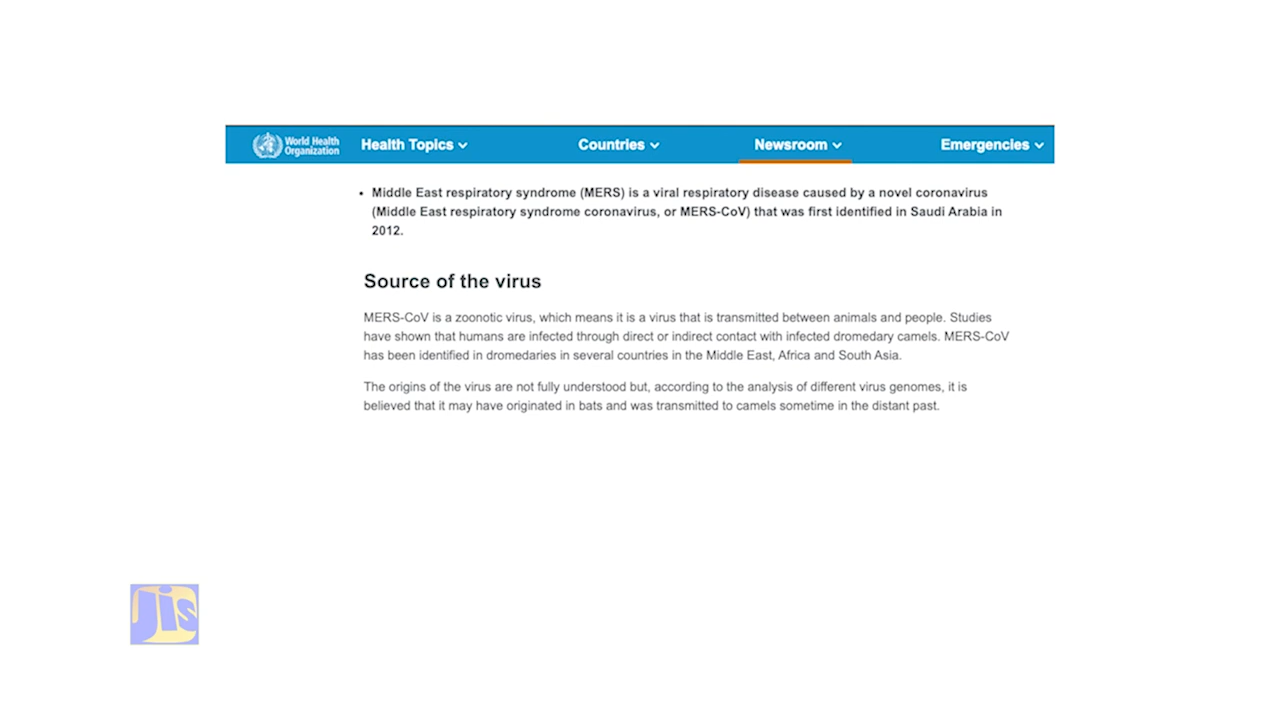 World Health
Organization
Health Topics
Countries
Newsroom
Emergencies
• Middle East respiratory syndrome (MERS) is a viral respiratory disease caused by a novel coronavirus
(Middle East respiratory syndrome coronavirus, or MERS-CoV) that was first identified in Saudi Arabia in
2012.
Source of the virus
MERS-CoV is a zoonotic virus, which means it is a virus that is transmitted between animals and people. Studies
have shown that humans are infected through direct or indirect contact with infected dromedary camels. MERS-CoV
has been identified in dromedaries in several countries in the Middle East, Africa and South Asia.
The origins of the virus are not fully understood but, according to the analysis of different virus genomes, it is
believed that it may have originated in bats and was transmitted to camels sometime in the distant past.
Jis